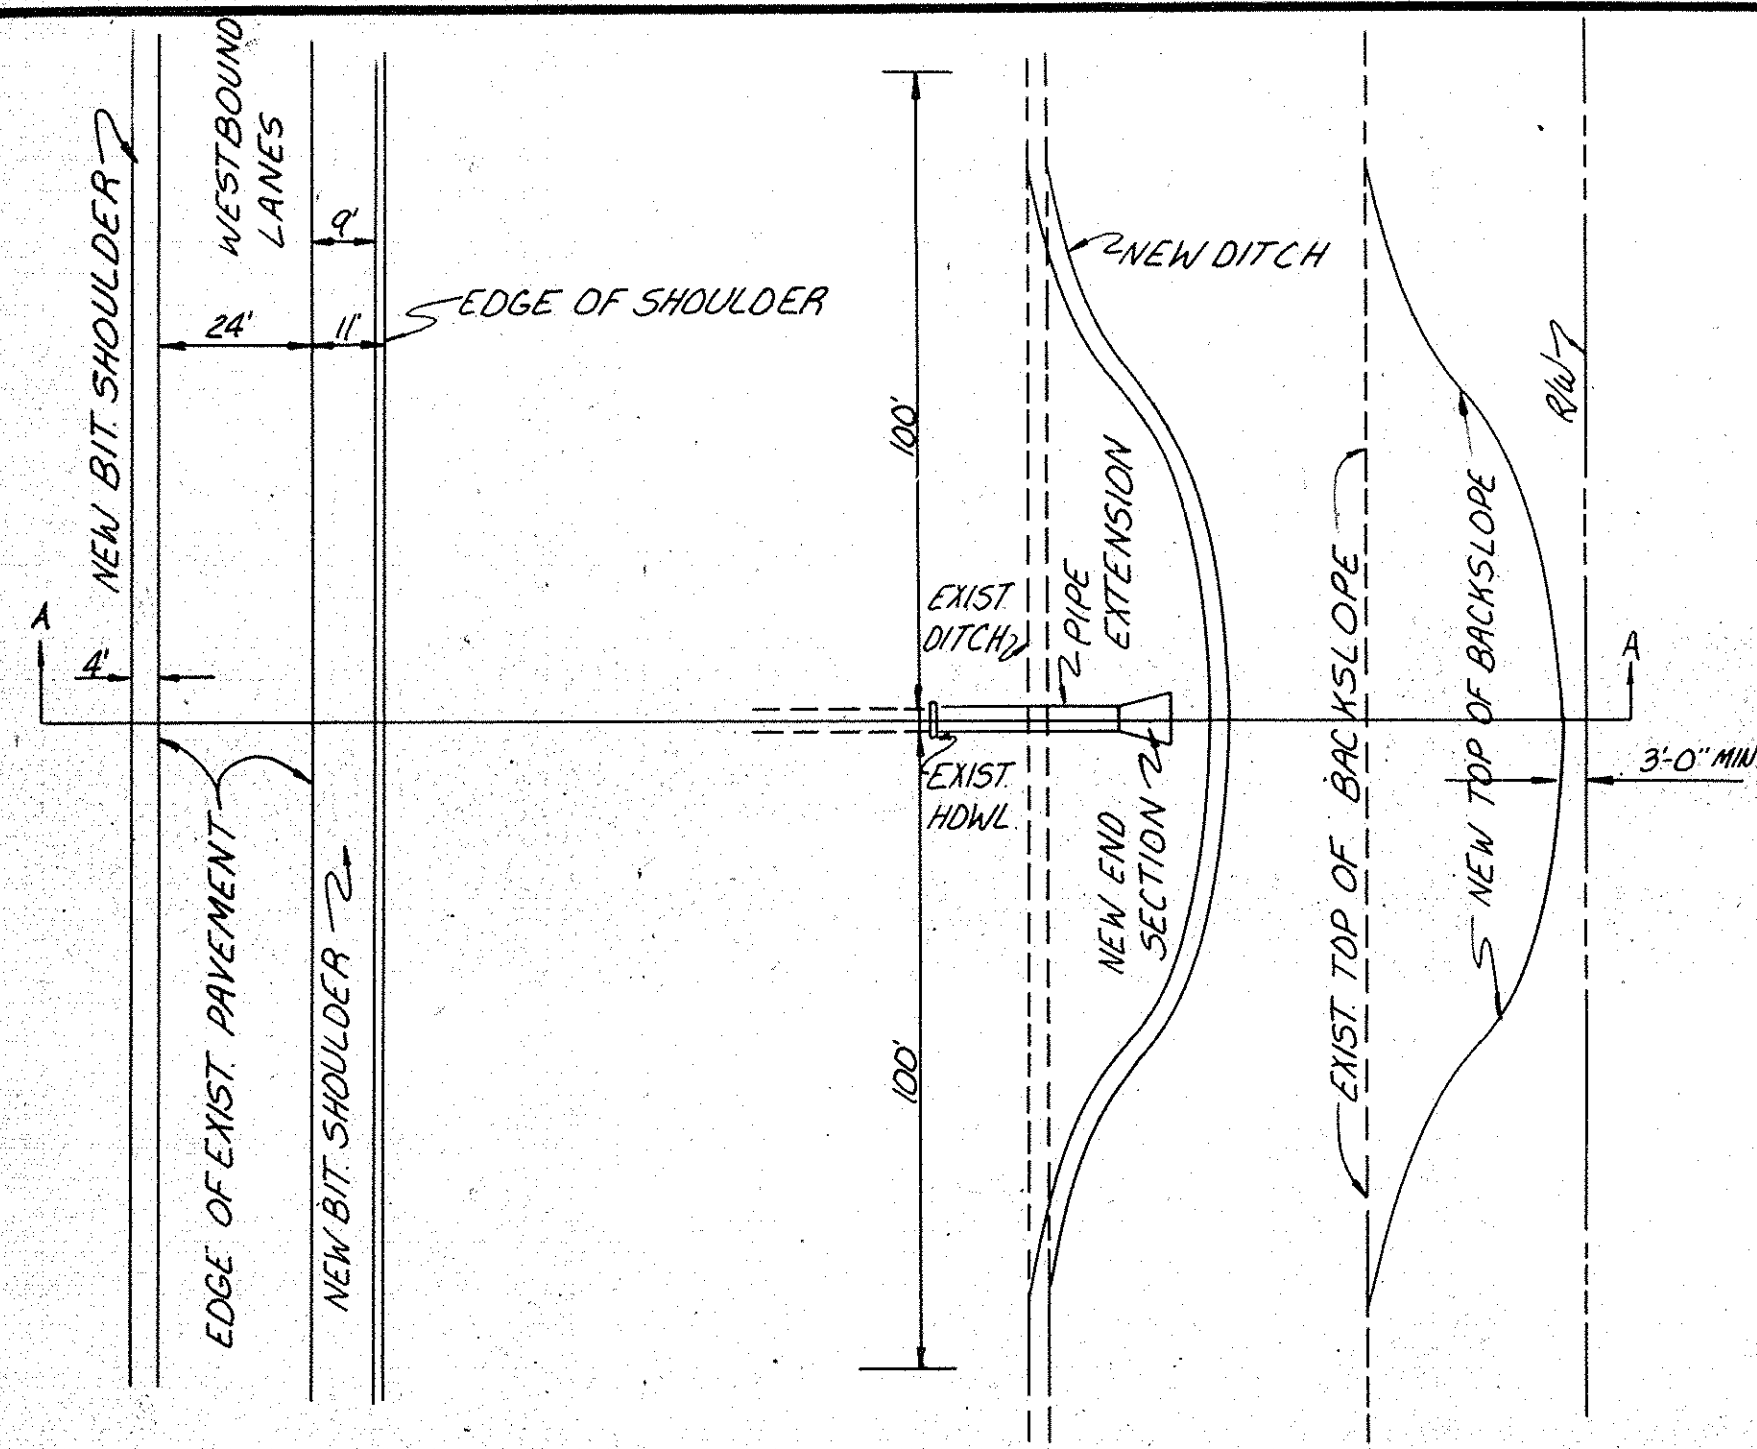 NEW BIT. SHOULDER
WESTBOUND
LANES
9'
24'
11'
EDGE OF SHOULDER
100'
NEW DITCH
R/W
A
4'
EXIST.
DITCH
PIPE
EXTENSION
EXIST. TOP OF BACKSLOPE
NEW TOP OF BACKSLOPE
A
3'-0" MIN.
EXIST.
HDWL.
NEW END
SECTION
EDGE OF EXIST. PAVEMENT
NEW BIT. SHOULDER
100'